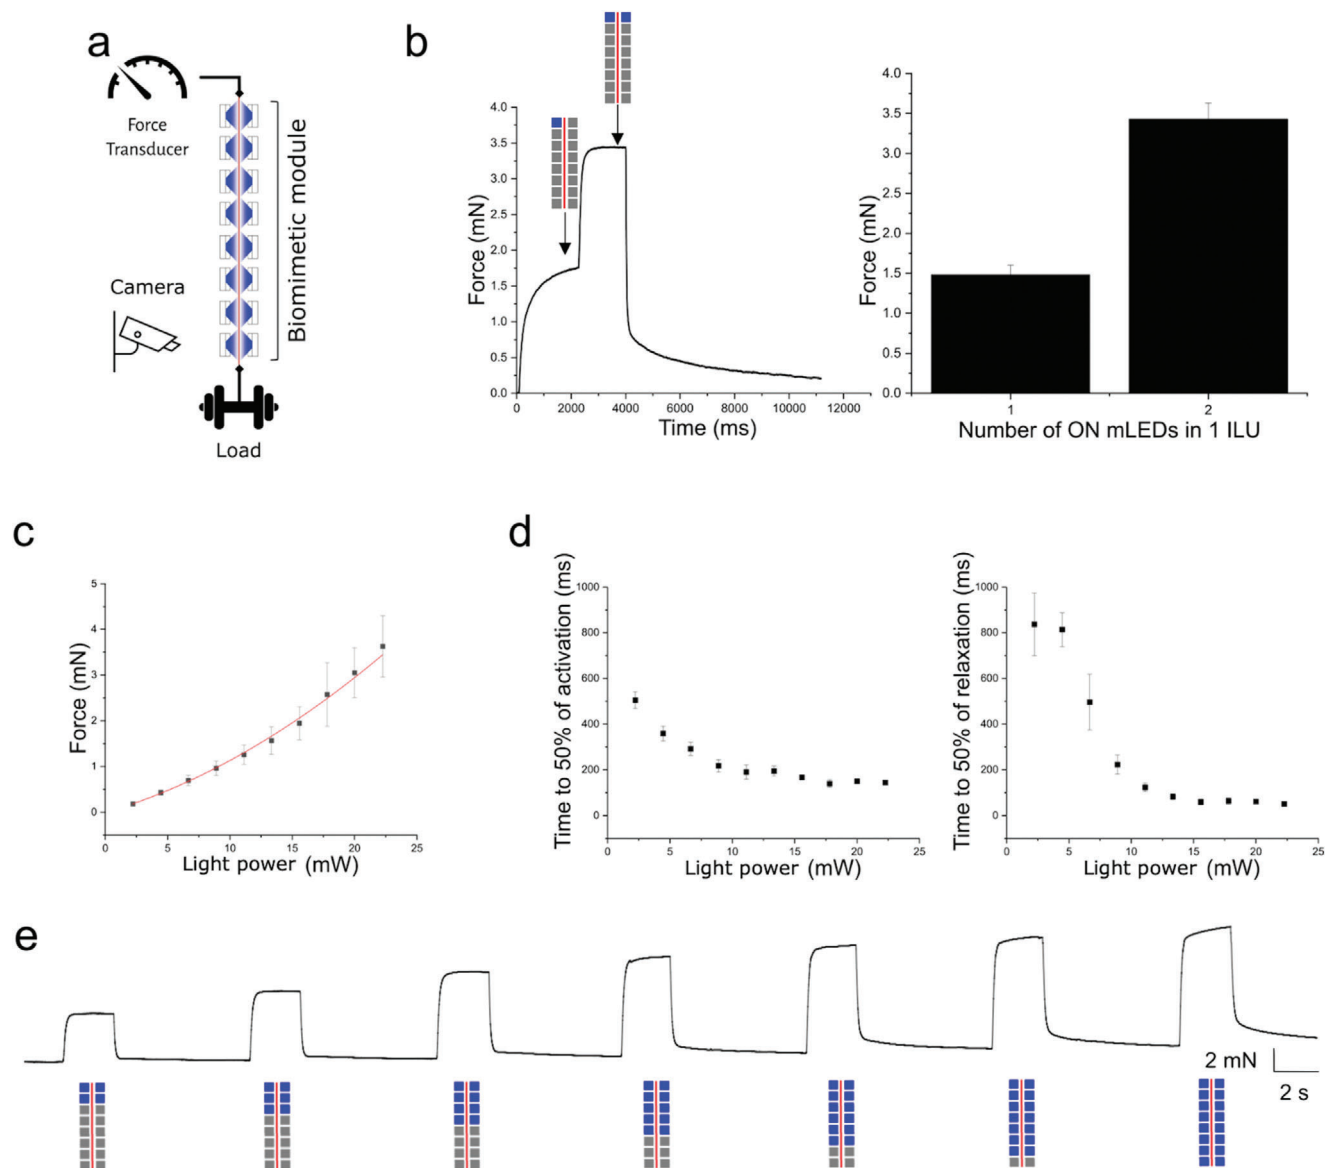 a
Force
Transducer
Biomimetic module
Camera
Load
b
4.0
3.5
3.0
2.5
2.0
1.5
1.0
0.5
0.0
Force (mN)
0 2000 4000 6000 8000 10000 12000
Time (ms)
4.0
3.5
3.0
2.5
2.0
1.5
1.0
0.5
0.0
Force (mN)
1 2
Number of ON mLEDs in 1 ILU
c
5
4
3
2
1
0
Force (mN)
0 5 10 15 20 25
Light power (mW)
d
1000
800
600
400
200
0
Time to 50% of activation (ms)
0 5 10 15 20 25
Light power (mW)
1000
800
600
400
200
0
Time to 50% of relaxation (ms)
0 5 10 15 20 25
Light power (mW)
e
2 mN
2 s